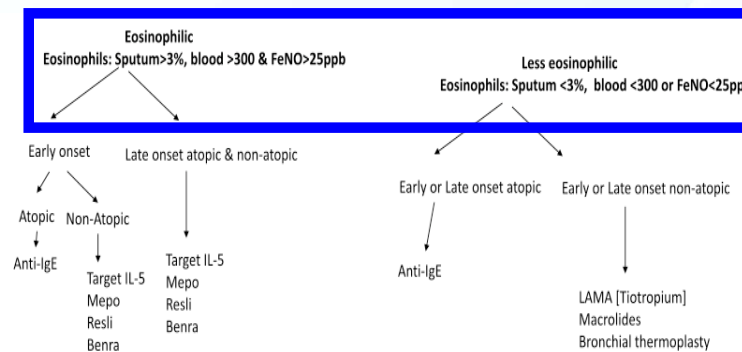 Eosinophilic
Eosinophils: Sputum>3%, blood >300 & FeNO>25ppb
Less eosinophilic
Eosinophils: Sputum <3%, blood <300 or FeNO<25pp
Early onset
Late onset atopic & non-atopic
Early or Late onset atopic
Early or Late onset non-atopic
Atopic
Non-Atopic
Anti-IgE
Target IL-5
Mepo
Resli
Benra
Target IL-5
Mepo
Resli
Benra
Anti-IgE
LAMA [Tiotropium]
Macrolides
Bronchial thermoplasty